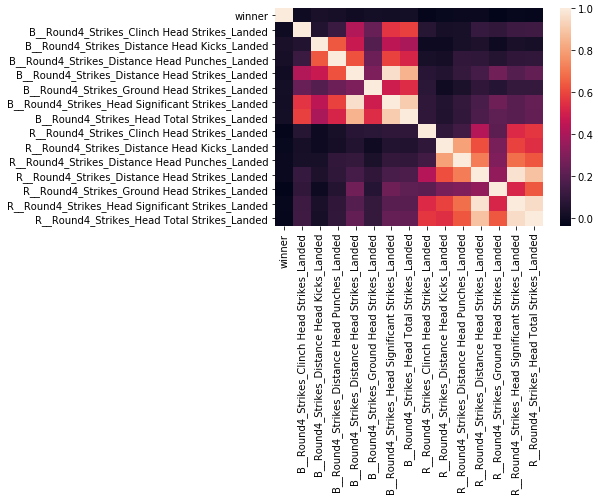 winner
B__Round4_Strikes_Clinch Head Strikes_Landed
B__Round4_Strikes_Distance Head Kicks_Landed
B__Round4_Strikes_Distance Head Punches_Landed
B__Round4_Strikes_Distance Head Strikes_Landed
B__Round4_Strikes_Ground Head Strikes_Landed
B__Round4_Strikes_Head Significant Strikes_Landed
B__Round4_Strikes_Head Total Strikes_Landed
R__Round4_Strikes_Clinch Head Strikes_Landed
R__Round4_Strikes_Distance Head Kicks_Landed
R__Round4_Strikes_Distance Head Punches_Landed
R__Round4_Strikes_Distance Head Strikes_Landed
R__Round4_Strikes_Ground Head Strikes_Landed
R__Round4_Strikes_Head Significant Strikes_Landed
R__Round4_Strikes_Head Total Strikes_Landed
winner
B__Round4_Strikes_Clinch Head Strikes_Landed
B__Round4_Strikes_Distance Head Kicks_Landed
B__Round4_Strikes_Distance Head Punches_Landed
B__Round4_Strikes_Distance Head Strikes_Landed
B__Round4_Strikes_Ground Head Strikes_Landed
B__Round4_Strikes_Head Significant Strikes_Landed
B__Round4_Strikes_Head Total Strikes_Landed
R__Round4_Strikes_Clinch Head Strikes_Landed
R__Round4_Strikes_Distance Head Kicks_Landed
R__Round4_Strikes_Distance Head Punches_Landed
R__Round4_Strikes_Distance Head Strikes_Landed
R__Round4_Strikes_Ground Head Strikes_Landed
R__Round4_Strikes_Head Significant Strikes_Landed
R__Round4_Strikes_Head Total Strikes_Landed
1.0
0.8
0.6
0.4
0.2
0.0